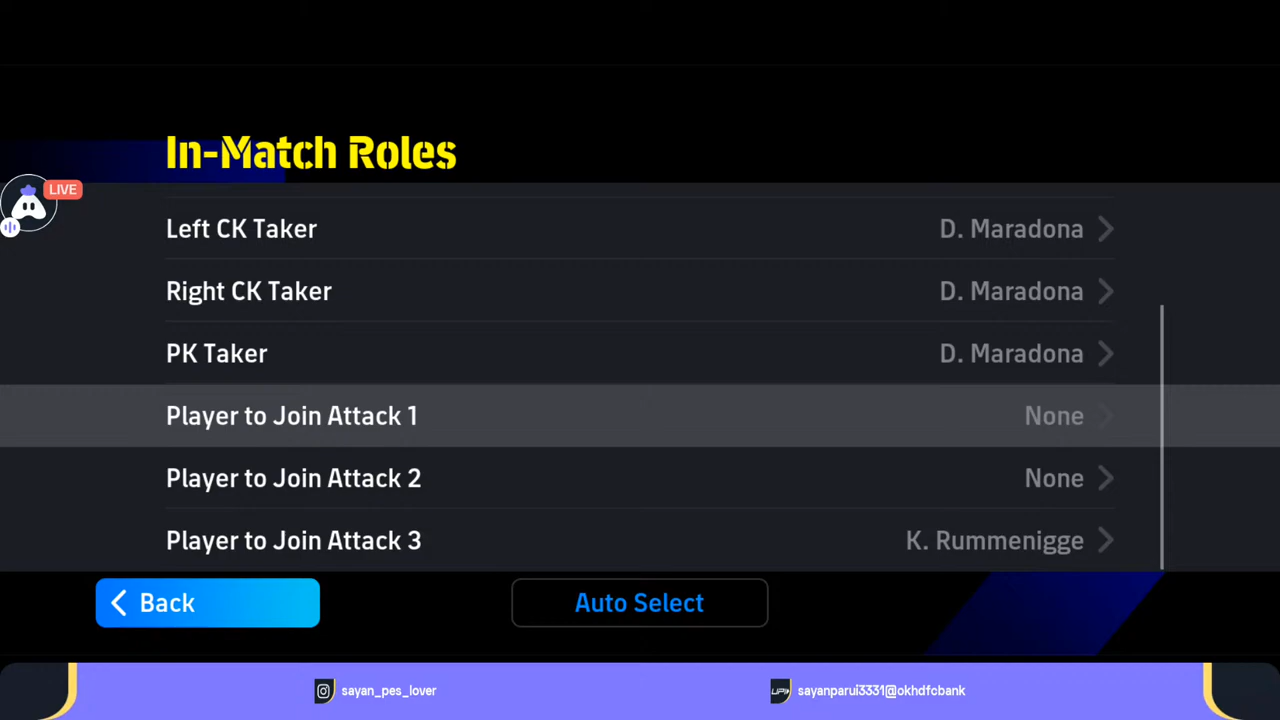 In-Match Roles
LIVE
Left CK Taker D. Maradona
Right CK Taker D. Maradona
PK Taker D. Maradona
Player to Join Attack 1 None
Player to Join Attack 2 None
Player to Join Attack 3 K. Rummenigge
Back Auto Select
sayan_pes_lover UPI sayanparui3331@okhdfcbank